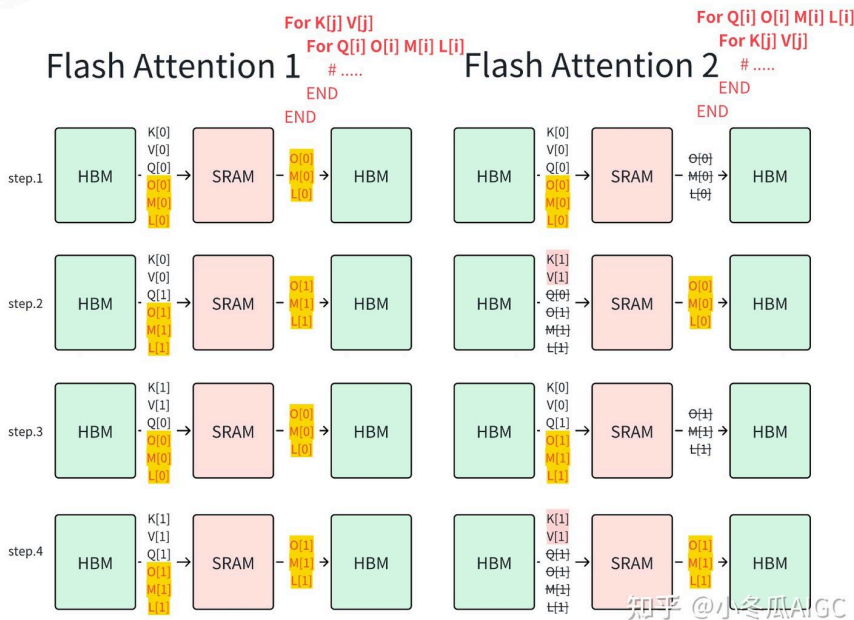 For K[j] V[j]
For Q[i] O[i] M[i] L[i]
# .....
END
END
Flash Attention 1
For Q[i] O[i] M[i] L[i]
For K[j] V[j]
# .....
END
END
Flash Attention 2
step.1
HBM
K[0]
V[0]
Q[0]
O[0]
M[0]
L[0]
SRAM
O[0]
M[0]
L[0]
HBM
HBM
K[0]
V[0]
Q[0]
O[0]
M[0]
L[0]
SRAM
O[0]
M[0]
L[0]
HBM
step.2
HBM
K[0]
V[0]
Q[1]
O[1]
M[1]
L[1]
SRAM
O[1]
M[1]
L[1]
HBM
HBM
K[1]
V[1]
Q[0]
O[1]
M[1]
L[1]
SRAM
O[0]
M[0]
L[0]
HBM
step.3
HBM
K[1]
V[1]
Q[0]
O[0]
M[0]
L[0]
SRAM
O[0]
M[0]
L[0]
HBM
HBM
K[0]
V[0]
Q[1]
O[1]
M[1]
L[1]
SRAM
O[1]
M[1]
L[1]
HBM
step.4
HBM
K[1]
V[1]
Q[1]
O[1]
M[1]
L[1]
SRAM
O[1]
M[1]
L[1]
HBM
HBM
K[1]
V[1]
Q[1]
O[1]
M[1]
L[1]
SRAM
O[1]
M[1]
L[1]
HBM
知乎 @小冬瓜AIGC